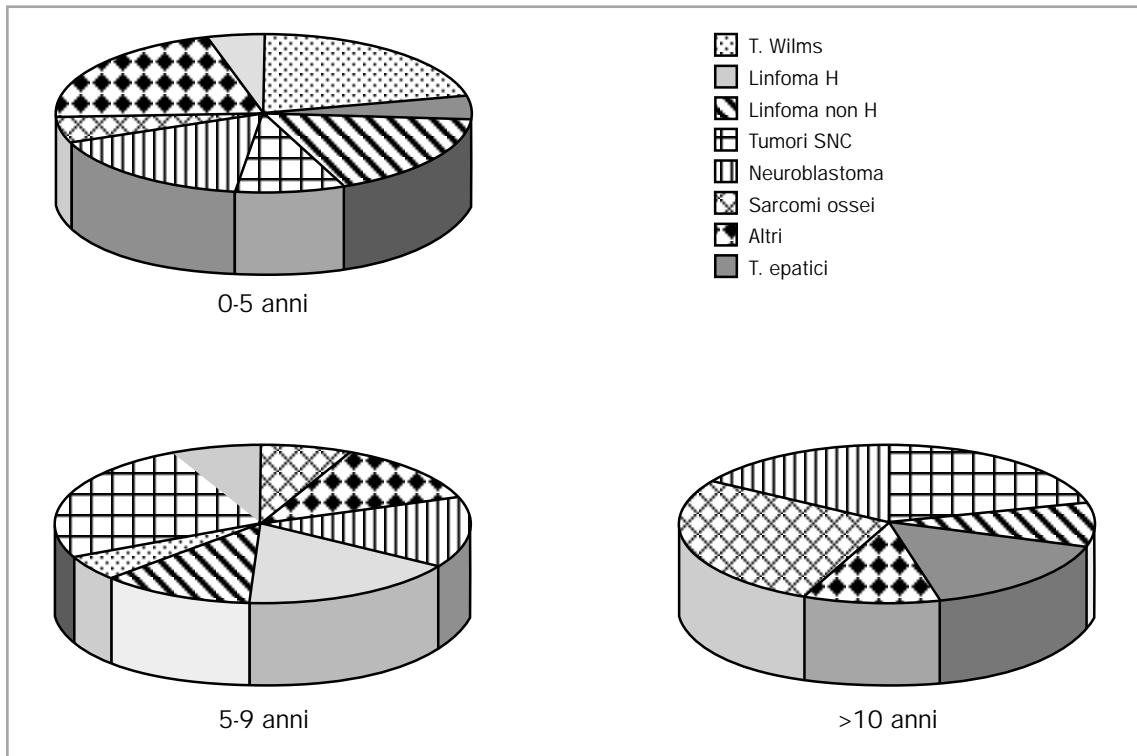 T. Wilms
Linfoma H
Linfoma non H
Tumori SNC
Neuroblastoma
Sarcomi ossei
Altri
T. epatici
0-5 anni
5-9 anni
>10 anni